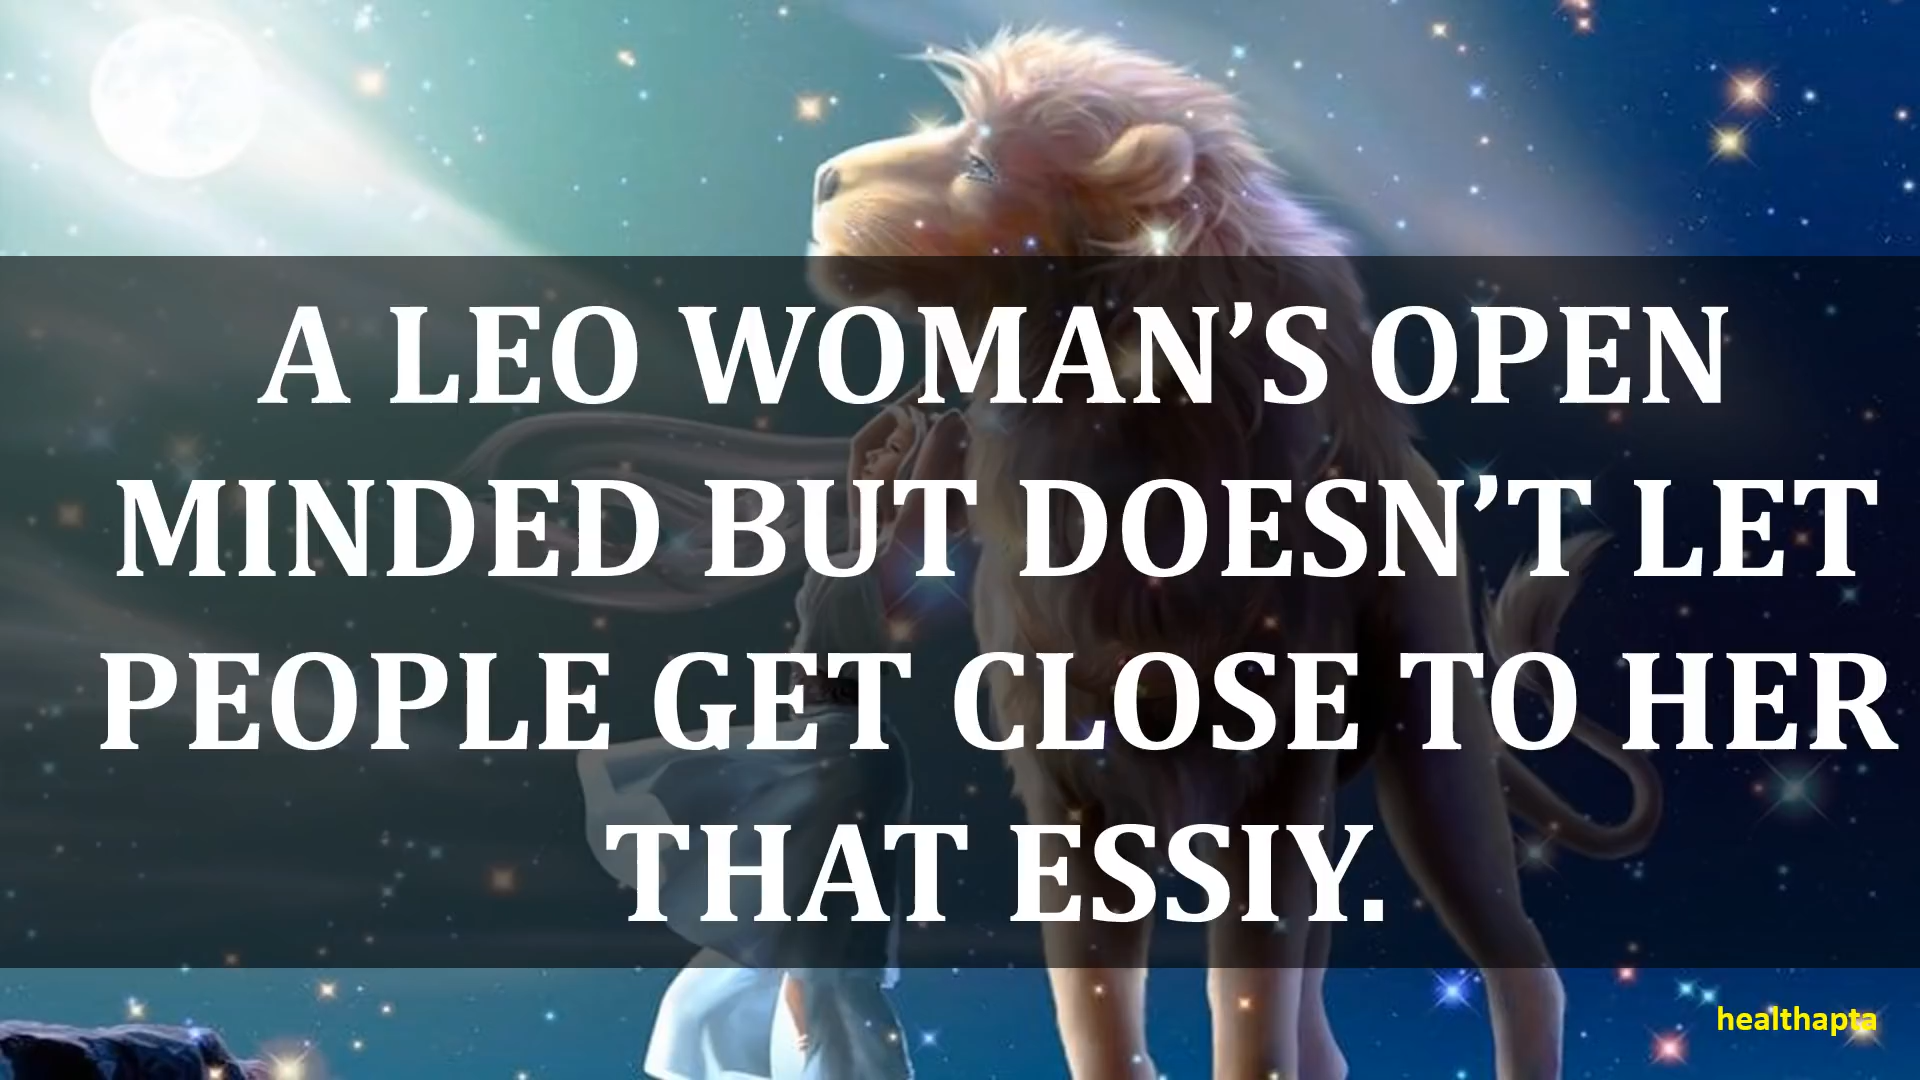 A LEO WOMAN’S OPEN
MINDED BUT DOESN’T LET
PEOPLE GET CLOSE TO HER
THAT ESSIY.
healthapta